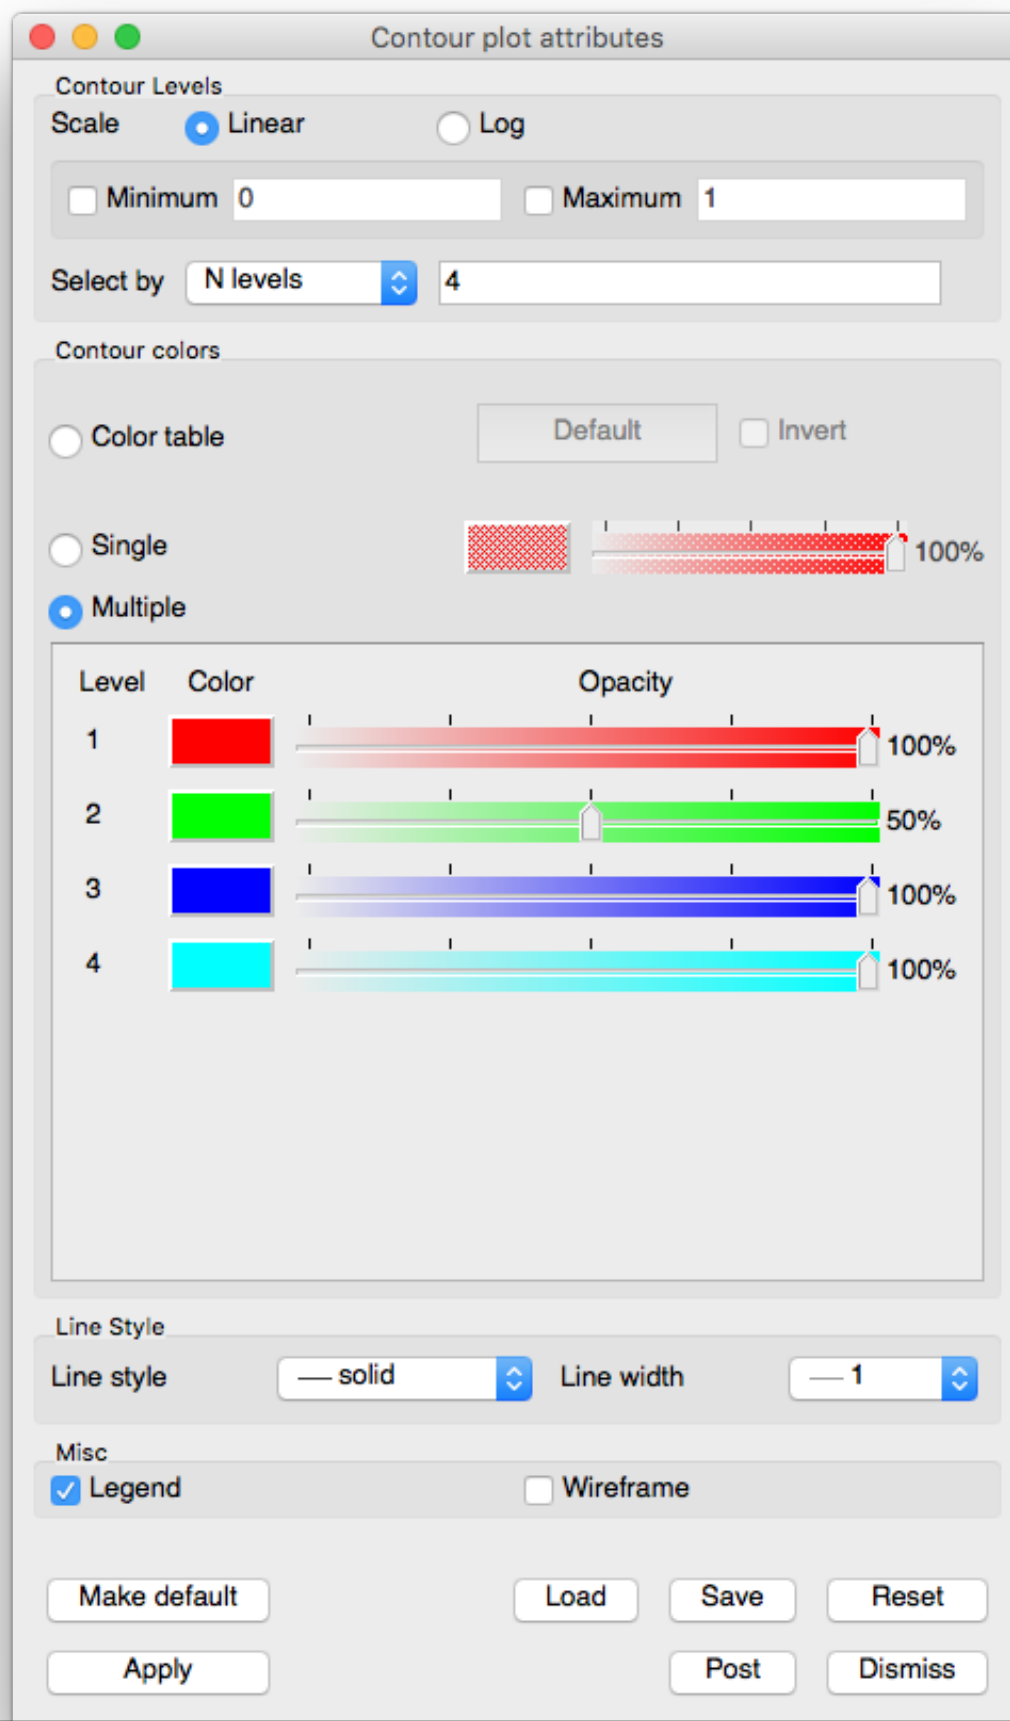 Contour plot attributes
Contour Levels
Scale Linear Log
Minimum 0 Maximum 1
Select by N levels 4
Contour colors
Color table Default Invert
Single 100%
Multiple
Level Color Opacity
1 100%
2 50%
3 100%
4 100%
Line Style
Line style solid Line width 1
Misc
Legend Wireframe
Make default Load Save Reset
Apply Post Dismiss